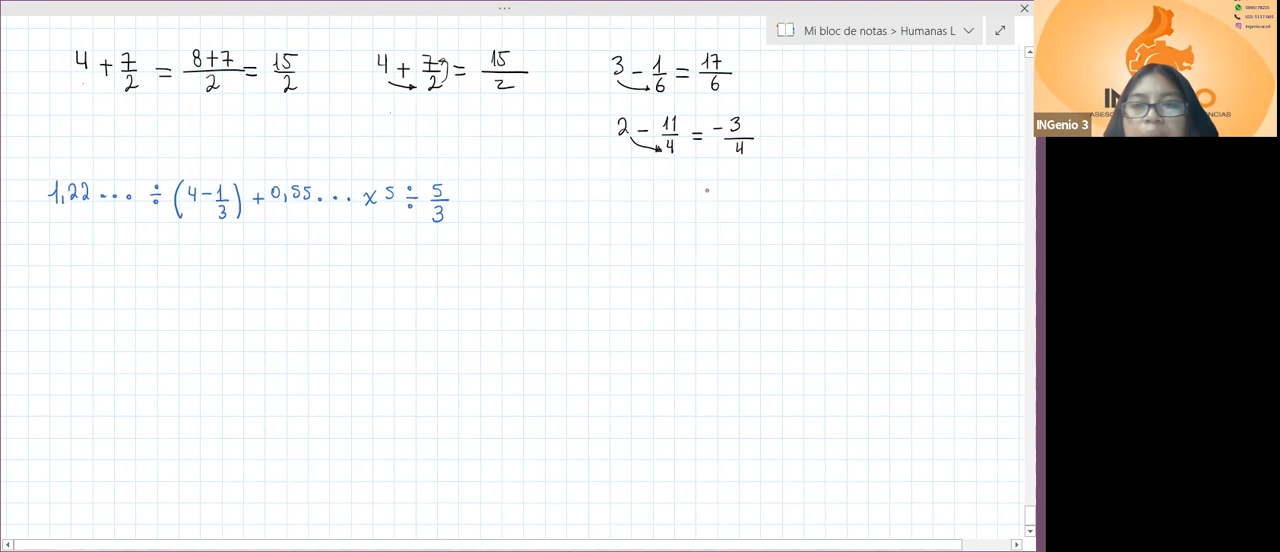 Mi bloc de notas > Humanas L
4 + 7/2 = (8+7)/2 = 15/2
4 + 7/2 = 15/2
3 - 1/6 = 17/6
2 - 11/4 = -3/4
1,22... ÷ (4 - 1/3) + 0,55... x 5 ÷ 5/3
INGenio 3